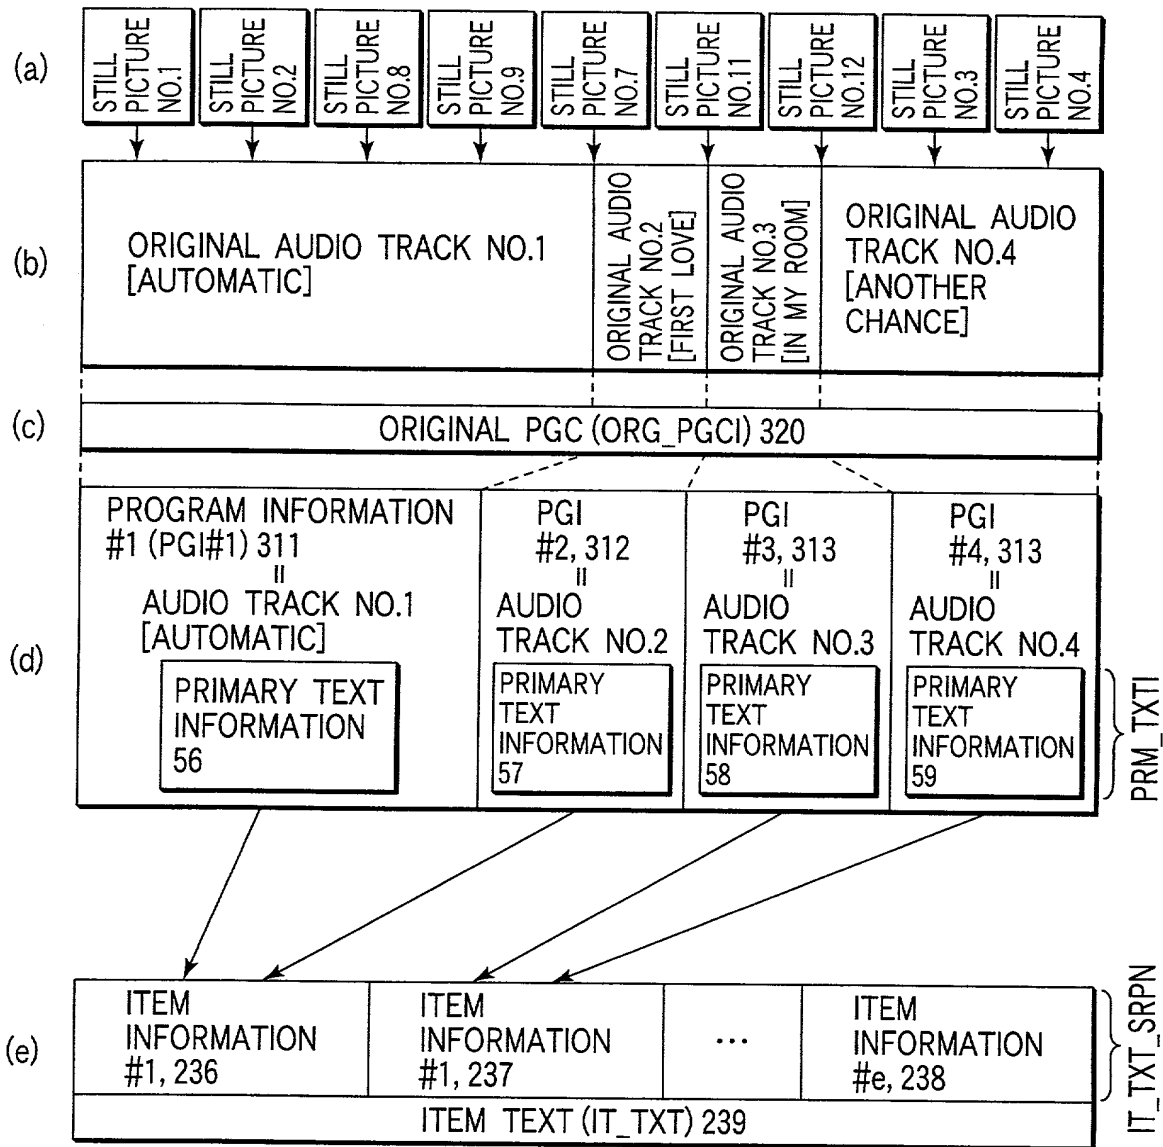 (a)
STILL
PICTURE
NO.1
STILL
PICTURE
NO.2
STILL
PICTURE
NO.8
STILL
PICTURE
NO.9
STILL
PICTURE
NO.7
STILL
PICTURE
NO.11
STILL
PICTURE
NO.12
STILL
PICTURE
NO.3
STILL
PICTURE
NO.4
(b)
ORIGINAL AUDIO TRACK NO.1
[AUTOMATIC]
ORIGINAL AUDIO
TRACK NO.2
[FIRST LOVE]
ORIGINAL AUDIO
TRACK NO.3
[IN MY ROOM]
ORIGINAL AUDIO
TRACK NO.4
[ANOTHER
CHANCE]
(c)
ORIGINAL PGC (ORG_PGCI) 320
(d)
PROGRAM INFORMATION
#1 (PGI#1) 311
=
AUDIO TRACK NO.1
[AUTOMATIC]
PRIMARY TEXT
INFORMATION
56
PGI
#2, 312
=
AUDIO
TRACK NO.2
PRIMARY
TEXT
INFORMATION
57
PGI
#3, 313
=
AUDIO
TRACK NO.3
PRIMARY
TEXT
INFORMATION
58
PGI
#4, 313
=
AUDIO
TRACK NO.4
PRIMARY
TEXT
INFORMATION
59
PRM_TXTI
(e)
ITEM
INFORMATION
#1, 236
ITEM
INFORMATION
#1, 237
...
ITEM
INFORMATION
#e, 238
IT_TXT_SRPN
ITEM TEXT (IT_TXT) 239